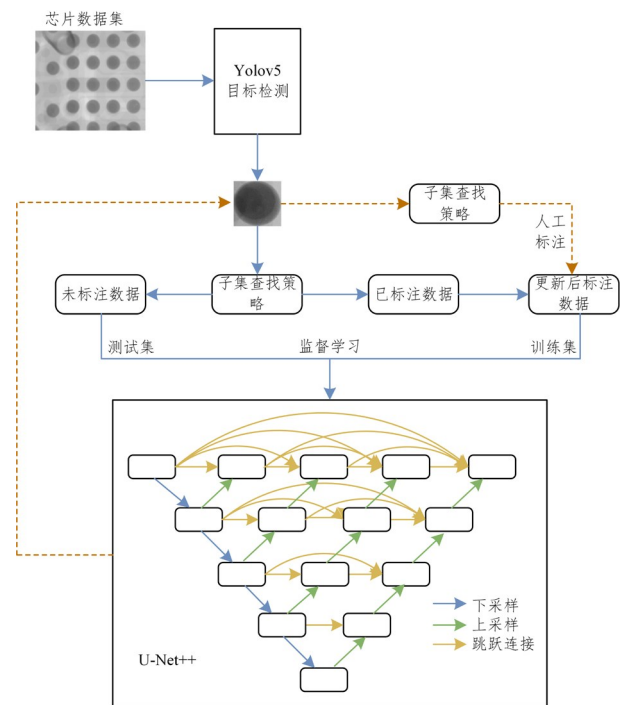 芯片数据集
Yolov5
目标检测
子集查找
策略
人工
标注
未标注数据
子集查找策
略
已标注数据
更新后标注
数据
测试集
监督学习
训练集
下采样
上采样
跳跃连接
U-Net++